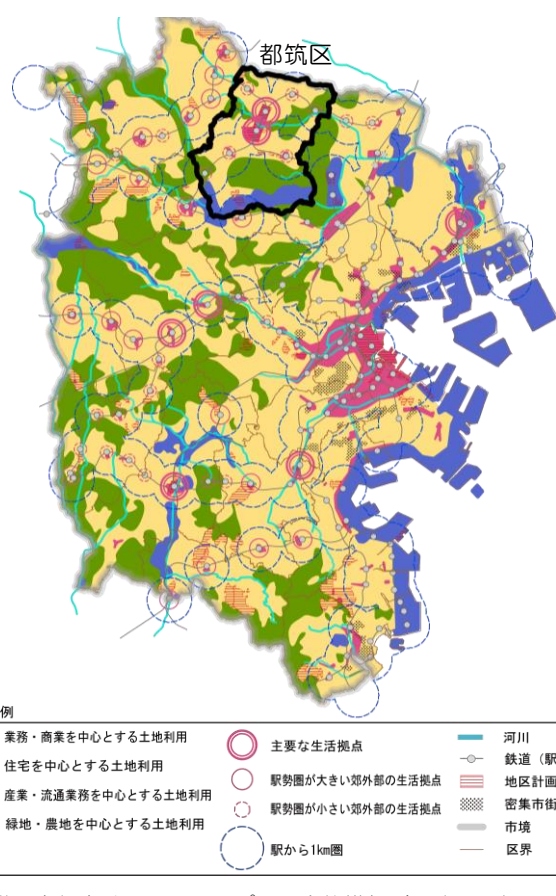 都筑区
例
業務・商業を中心とする土地利用
住宅を中心とする土地利用
産業・流通業務を中心とする土地利用
緑地・農地を中心とする土地利用
主要な生活拠点
駅勢圏が大きい郊外部の生活拠点
駅勢圏が小さい郊外部の生活拠点
駅から1km圏
河川
鉄道（駅
地区計画
密集市街
市境
区界